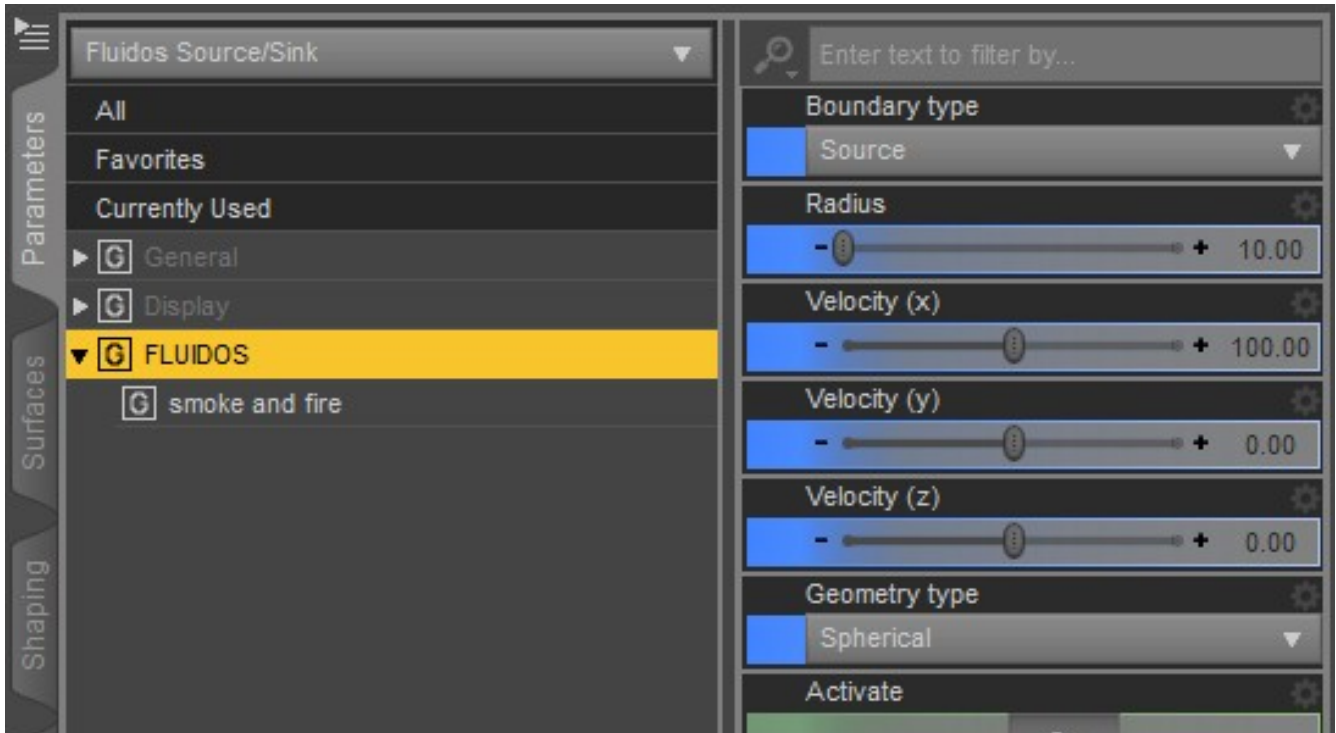 Parameters
Surfaces
Shaping
Fluidos Source/Sink
All
Favorites
Currently Used
G General
G Display
G FLUIDOS
G smoke and fire
Enter text to filter by...
Boundary type
Source
Radius
- + 10.00
Velocity (x)
- + 100.00
Velocity (y)
- + 0.00
Velocity (z)
- + 0.00
Geometry type
Spherical
Activate